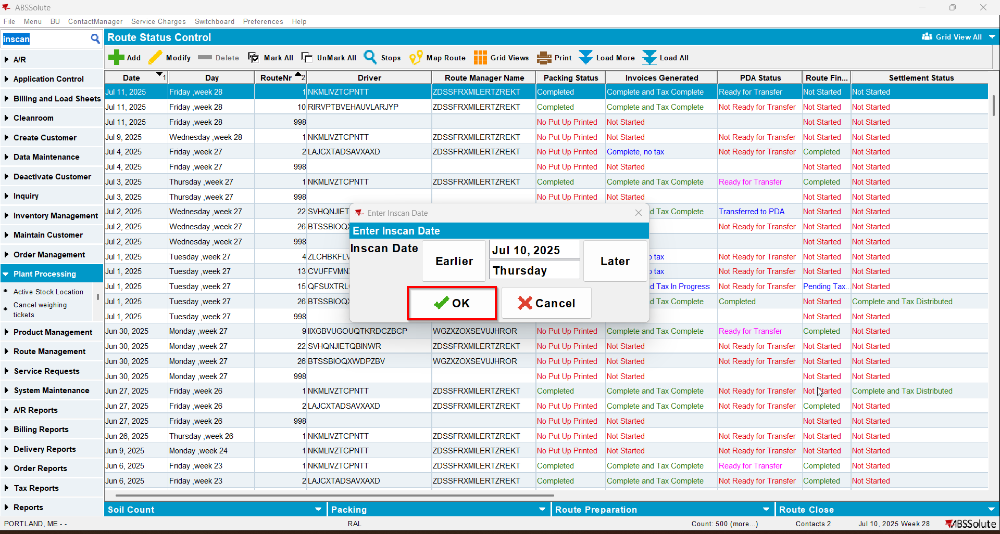 ABSSolute
File Menu BU ContactManager Service Charges Switchboard Preferences Help
inscan
Route Status Control
Grid View All
Add Modify Delete Mark All UnMark All Stops Map Route Grid Views Print Load More Load All
Date 1 Day RouteNr 2 Driver Route Manager Name Packing Status Invoices Generated PDA Status Route Fin... Settlement Status
Jul 11, 2025 Friday ,week 28 1 NKMLIVZTCPNTT ZDSSFRXMILERTZREKT Completed Complete and Tax Complete Ready for Transfer Not Started Not Started
Jul 11, 2025 Friday ,week 28 10 RIRVPTBVEHAUVLARJYP ZDSSFRXMILERTZREKT Completed Complete and Tax Complete Not Ready for Transfer Not Started Not Started
Jul 11, 2025 Friday ,week 28 998 No Put Up Printed Not Started Not Started Not Started
Jul 9, 2025 Wednesday ,week 28 1 NKMLIVZTCPNTT ZDSSFRXMILERTZREKT No Put Up Printed Not Started Not Ready for Transfer Not Started Not Started
Jul 4, 2025 Friday ,week 27 2 LAJCXTADSAVXAXD ZDSSFRXMILERTZREKT No Put Up Printed Complete, no tax Not Ready for Transfer Completed Not Started
Jul 4, 2025 Friday ,week 27 998 No Put Up Printed Not Started Not Started Not Started
Jul 3, 2025 Thursday ,week 27 1 NKMLIVZTCPNTT ZDSSFRXMILERTZREKT Completed Complete and Tax Complete Ready for Transfer Completed Not Started
Jul 3, 2025 Thursday ,week 27 998 No Put Up Printed Not Started Not Started Not Started
Jul 2, 2025 Wednesday ,week 27 22 SVHQNJIET d Tax Complete Transferred to PDA Not Started Not Started
Jul 2, 2025 Wednesday ,week 27 26 BTSSBIOQX Not Ready for Transfer Not Started Not Started
Jul 2, 2025 Wednesday ,week 27 998 Not Started Not Started
Jul 1, 2025 Tuesday ,week 27 4 ZLCHBKFLV o tax Not Ready for Transfer Not Started Not Started
Jul 1, 2025 Tuesday ,week 27 13 CVUFFVMN o tax Not Ready for Transfer Not Started Not Started
Jul 1, 2025 Tuesday ,week 27 15 QFSUXTRL d Tax In Progress Not Ready for Transfer Pending Tax... Not Started
Jul 1, 2025 Tuesday ,week 27 26 BTSSBIOQX d Tax Complete Completed Not Started Complete and Tax Distributed
Jul 1, 2025 Tuesday ,week 27 998 Not Started Not Started
Jun 30, 2025 Monday ,week 27 9 IIXGBVUGOUQTKRDCZBCP WGZXZOXSEVUJHROR No Put Up Printed Complete and Tax Complete Ready for Transfer Completed Not Started
Jun 30, 2025 Monday ,week 27 22 SVHQNJIETQBINWR ZDSSFRXMILERTZREKT No Put Up Printed Not Started Not Ready for Transfer Not Started Not Started
Jun 30, 2025 Monday ,week 27 26 BTSSBIOQXWDPZBV WGZXZOXSEVUJHROR No Put Up Printed Not Started Not Ready for Transfer Not Started Not Started
Jun 30, 2025 Monday ,week 27 998 No Put Up Printed Not Started Not Started Not Started
Jun 27, 2025 Friday ,week 26 1 NKMLIVZTCPNTT ZDSSFRXMILERTZREKT Completed Complete and Tax Complete Not Ready for Transfer Not Started Complete and Tax Distributed
Jun 27, 2025 Friday ,week 26 2 LAJCXTADSAVXAXD ZDSSFRXMILERTZREKT No Put Up Printed Complete and Tax Complete Not Ready for Transfer Completed Not Started
Jun 27, 2025 Friday ,week 26 998 No Put Up Printed Not Started Not Started Not Started
Jun 26, 2025 Thursday ,week 26 1 NKMLIVZTCPNTT ZDSSFRXMILERTZREKT No Put Up Printed Not Started Not Ready for Transfer Not Started Not Started
Jun 9, 2025 Monday ,week 24 1 NKMLIVZTCPNTT ZDSSFRXMILERTZREKT No Put Up Printed Not Started Not Ready for Transfer Not Started Not Started
Jun 6, 2025 Friday ,week 23 1 NKMLIVZTCPNTT ZDSSFRXMILERTZREKT Completed Complete and Tax Complete Ready for Transfer Completed Not Started
Jun 6, 2025 Friday ,week 23 2 LAJCXTADSAVXAXD ZDSSFRXMILERTZREKT Completed Complete and Tax Complete Not Ready for Transfer Completed Not Started
A/R
Application Control
Billing and Load Sheets
Cleanroom
Create Customer
Data Maintenance
Deactivate Customer
Inquiry
Inventory Management
Maintain Customer
Order Management
Plant Processing
Active Stock Location
Cancel weighing
tickets
Product Management
Route Management
Service Requests
System Maintenance
A/R Reports
Billing Reports
Delivery Reports
Order Reports
Tax Reports
Reports
Enter Inscan Date
Enter Inscan Date
Inscan Date
Earlier
Jul 10, 2025
Thursday
Later
OK
Cancel
Soil Count Packing Route Preparation Route Close
PORTLAND, ME - - RAL Count: 500 (more...) Contacts 2 Jul 10, 2025 Week 28 ABSSolute